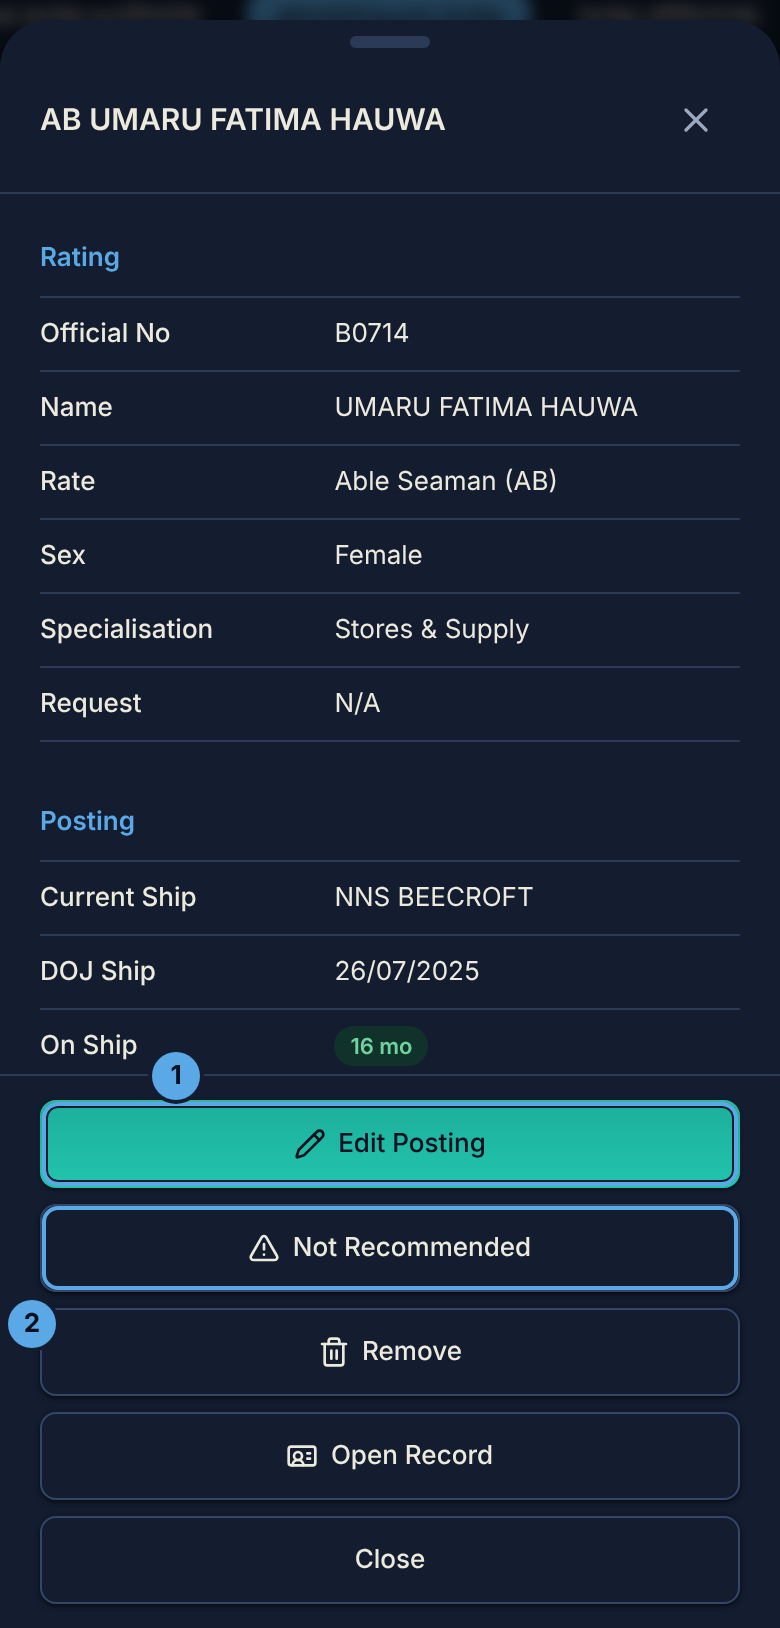 AB UMARU FATIMA HAUWA
Rating
Official No B0714
Name UMARU FATIMA HAUWA
Rate Able Seaman (AB)
Sex Female
Specialisation Stores & Supply
Request N/A
Posting
Current Ship NNS BEECROFT
DOJ Ship 26/07/2025
On Ship 16 mo
1
Edit Posting
Not Recommended
2
Remove
Open Record
Close